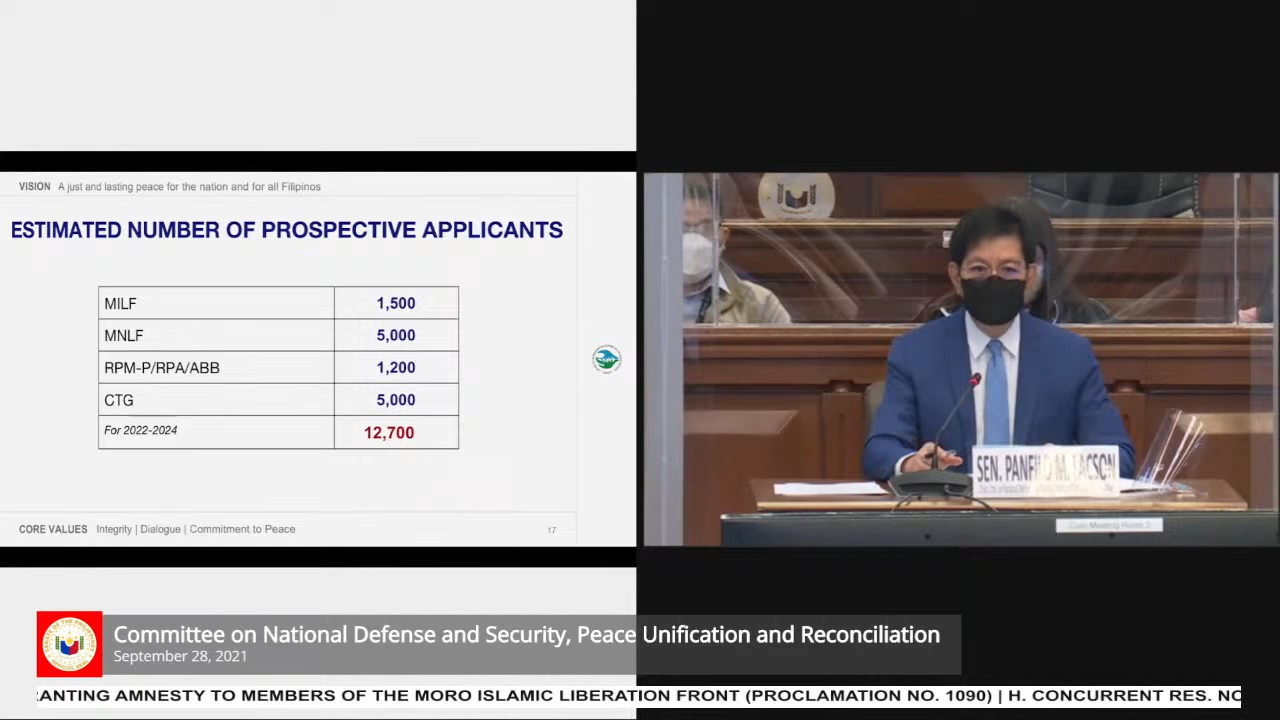 VISION A just and lasting peace for the nation and for all Filipinos
ESTIMATED NUMBER OF PROSPECTIVE APPLICANTS
MILF 1,500
MNLF 5,000
RPM-P/RPA/ABB 1,200
CTG 5,000
For 2022-2024 12,700
CORE VALUES Integrity | Dialogue | Commitment to Peace 17
SEN. PANFILO M. LACSON
Committee on National Defense and Security, Peace Unification and Reconciliation
September 28, 2021
ANTING AMNESTY TO MEMBERS OF THE MORO ISLAMIC LIBERATION FRONT (PROCLAMATION NO. 1090) | H. CONCURRENT RES. NO